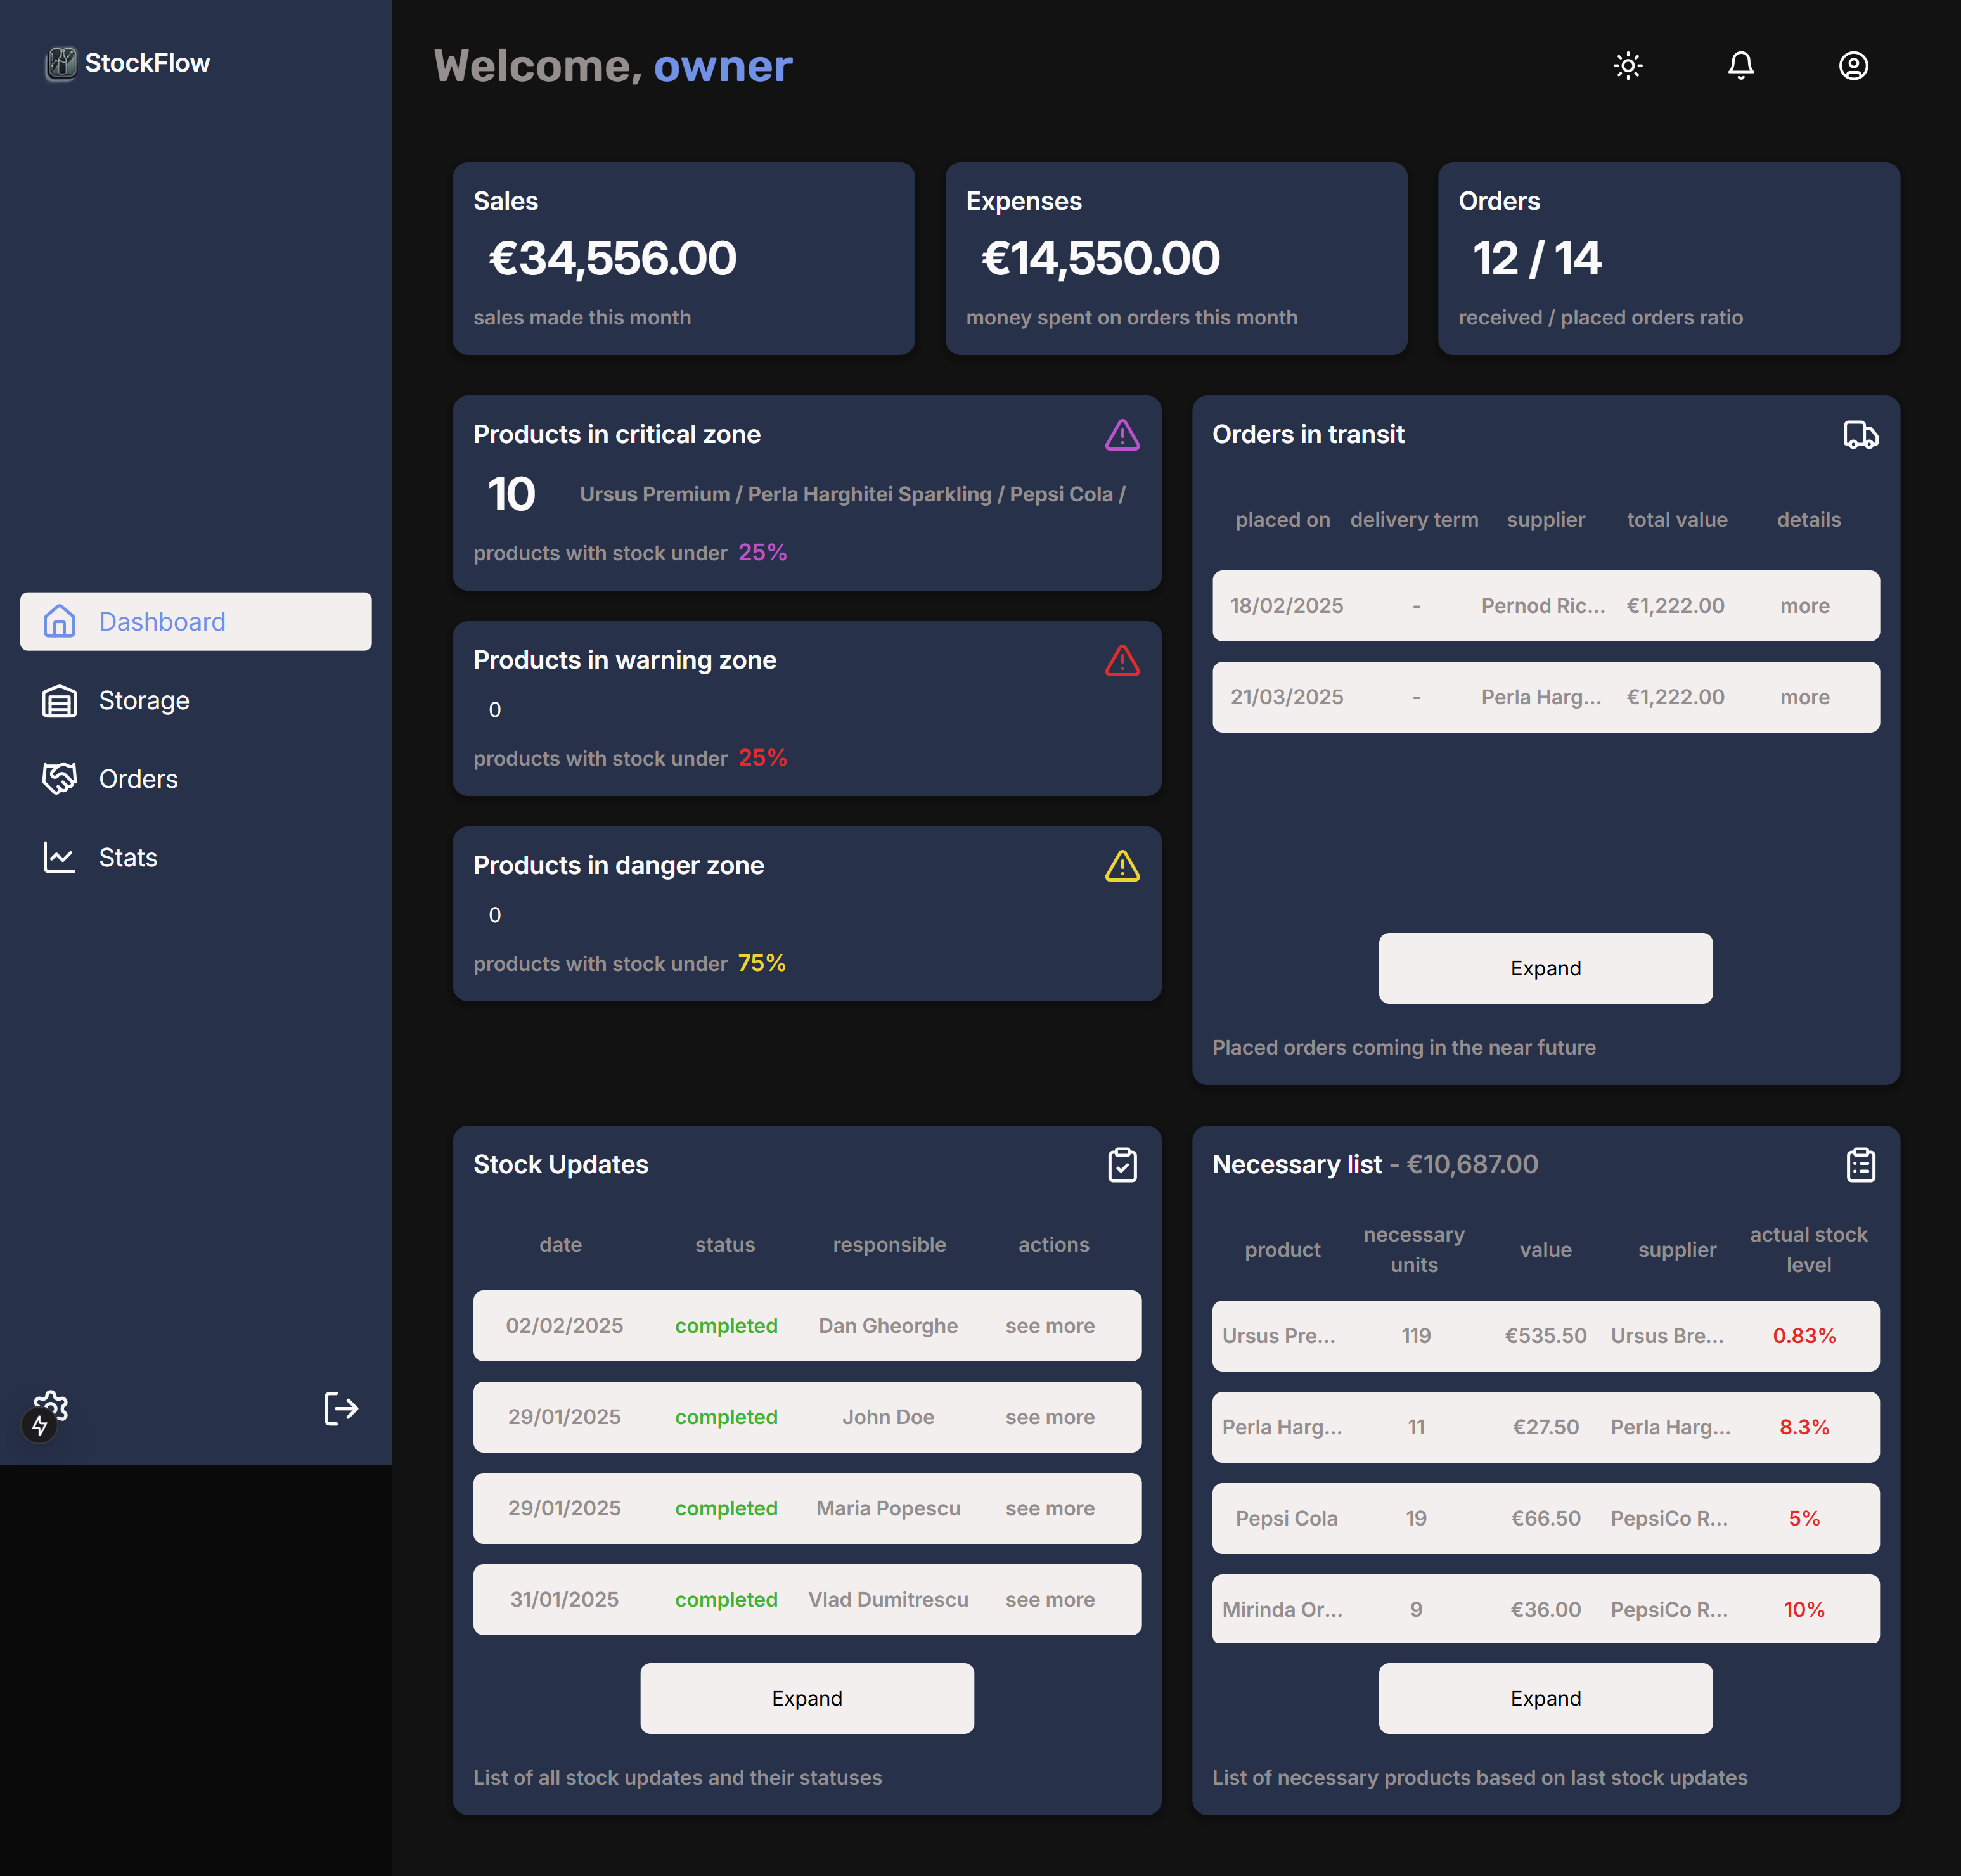 StockFlow
Welcome, owner
Dashboard
Storage
Orders
Stats
Sales
€34,556.00
sales made this month
Expenses
€14,550.00
money spent on orders this month
Orders
12 / 14
received / placed orders ratio
Products in critical zone
10 Ursus Premium / Perla Harghitei Sparkling / Pepsi Cola /
products with stock under 25%
Products in warning zone
0
products with stock under 25%
Products in danger zone
0
products with stock under 75%
Orders in transit
placed on delivery term supplier total value details
18/02/2025 - Pernod Ric... €1,222.00 more
21/03/2025 - Perla Harg... €1,222.00 more
Expand
Placed orders coming in the near future
Stock Updates
date status responsible actions
02/02/2025 completed Dan Gheorghe see more
29/01/2025 completed John Doe see more
29/01/2025 completed Maria Popescu see more
31/01/2025 completed Vlad Dumitrescu see more
Expand
List of all stock updates and their statuses
Necessary list - €10,687.00
product necessary units value supplier actual stock level
Ursus Pre... 119 €535.50 Ursus Bre... 0.83%
Perla Harg... 11 €27.50 Perla Harg... 8.3%
Pepsi Cola 19 €66.50 PepsiCo R... 5%
Mirinda Or... 9 €36.00 PepsiCo R... 10%
Expand
List of necessary products based on last stock updates